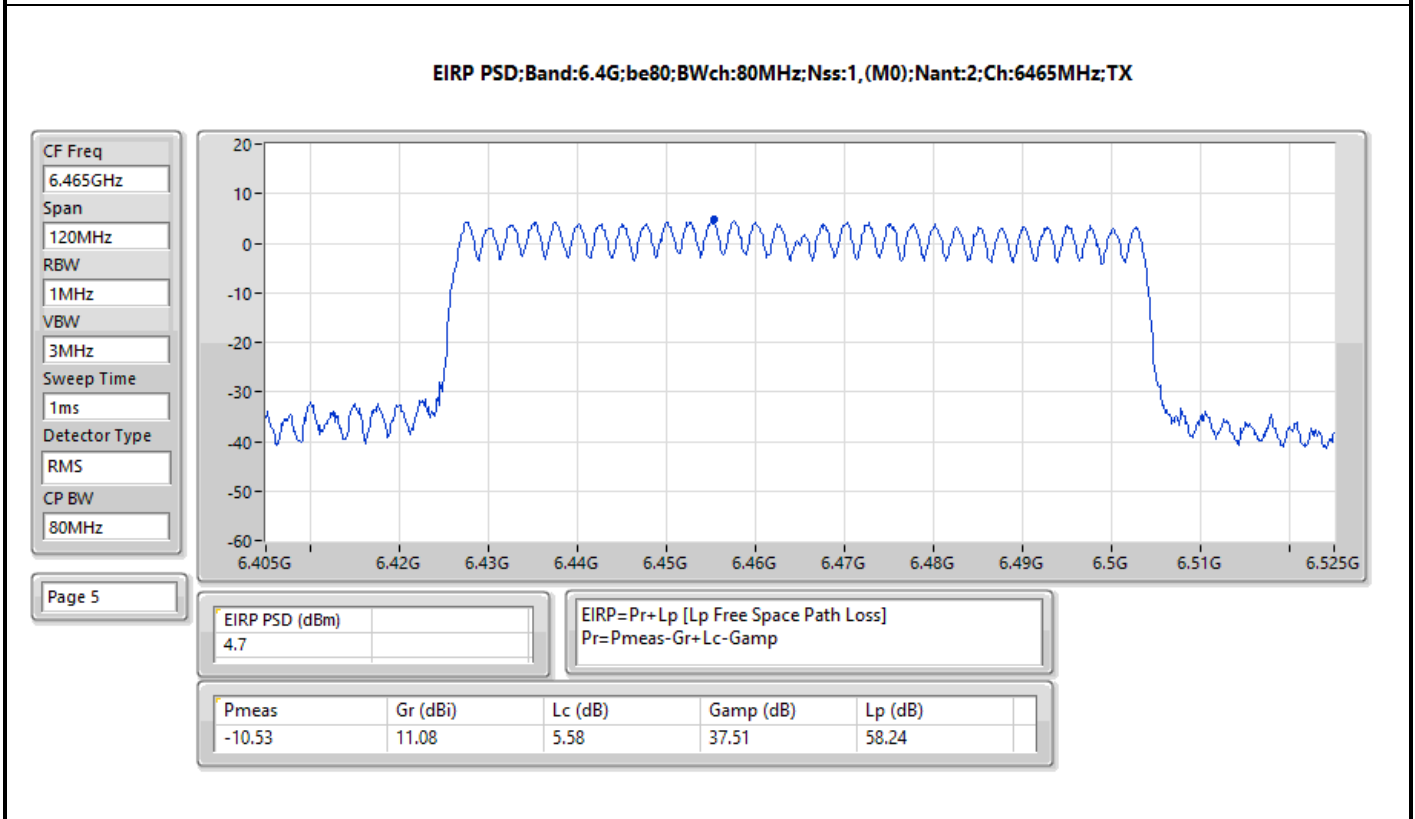 EIRP PSD;Band:6.4G;be80;BWch:80MHz;Nss:1,(M0);Nant:2;Ch:6465MHz;TX
CF Freq
6.465GHz
Span
120MHz
RBW
1MHz
VBW
3MHz
Sweep Time
1ms
Detector Type
RMS
CP BW
80MHz
Page 5
20
10
0
-10
-20
-30
-40
-50
-60
6.405G 6.42G 6.43G 6.44G 6.45G 6.46G 6.47G 6.48G 6.49G 6.5G 6.51G 6.525G
EIRP PSD (dBm)
4.7
EIRP=Pr+Lp [Lp Free Space Path Loss]
Pr=Pmeas-Gr+Lc-Gamp
Pmeas Gr (dBi) Lc (dB) Gamp (dB) Lp (dB)
-10.53 11.08 5.58 37.51 58.24